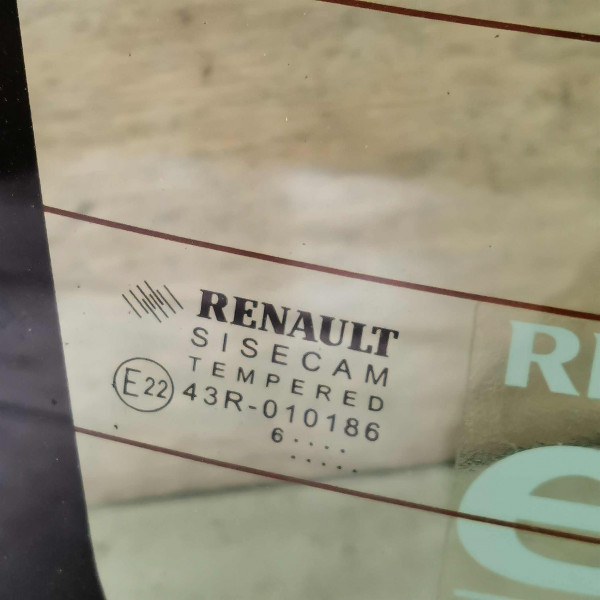 RENAULT
SISECAM
TEMPERED
E22 43R-010186
6....
.....